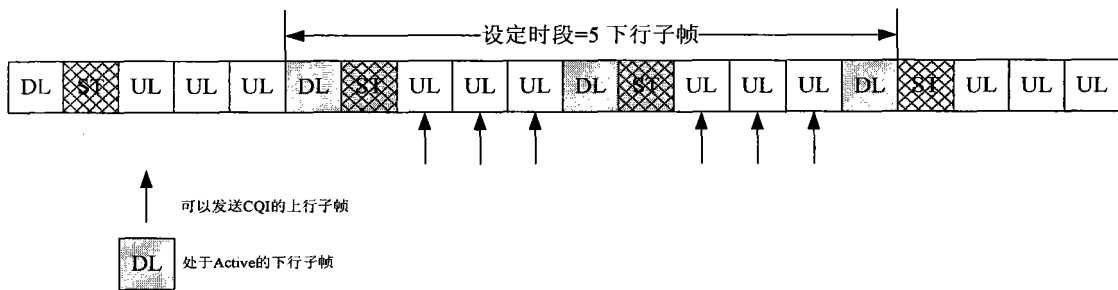 设定时段=5 下行子帧
DL ST UL UL UL DL ST UL UL UL DL ST UL UL UL DL ST UL UL UL
可以发送CQI的上行子帧
DL 处于Active的下行子帧